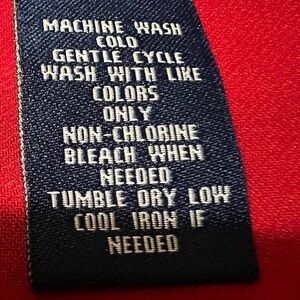 MACHINE WASH
COLD
GENTLE CYCLE
WASH WITH LIKE
COLORS
ONLY
NON-CHLORINE
BLEACH WHEN
NEEDED
TUMBLE DRY LOW
COOL IRON IF
NEEDED